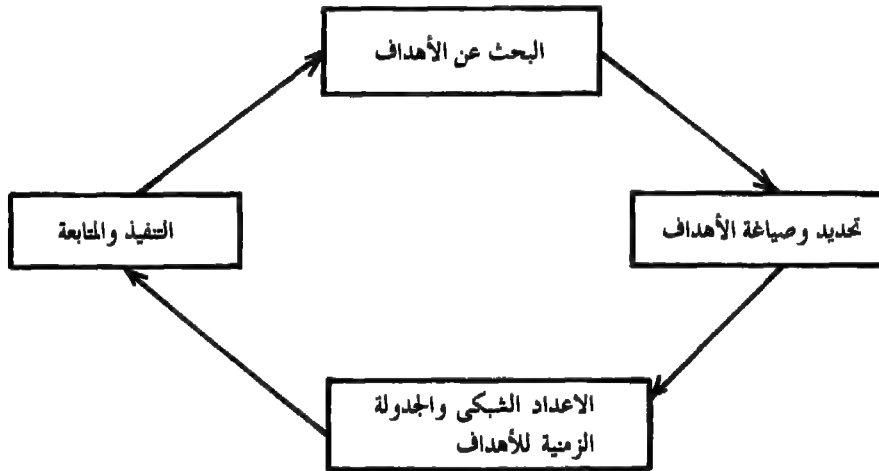 البحث عن الأهداف
تحديد وصياغة الأهداف
التنفيذ والمتابعة
الاعداد الشبكى والجدولة
الزمنية للأهداف